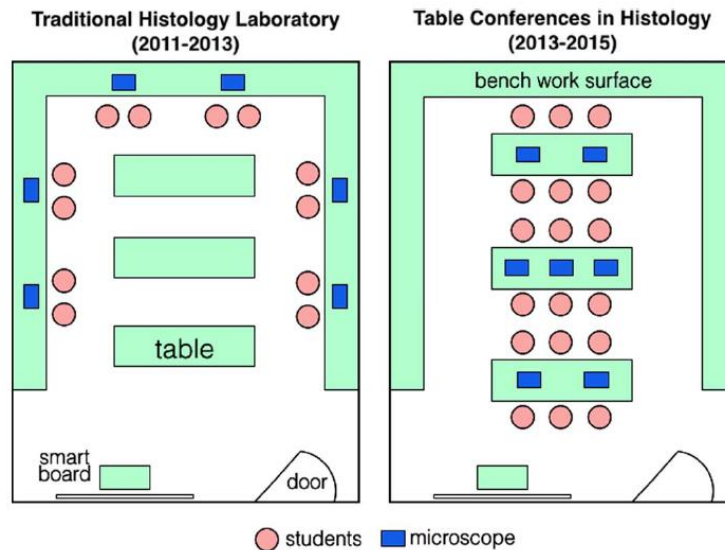 Traditional Histology Laboratory
(2011-2013)
Table Conferences in Histology
(2013-2015)
bench work surface
table
smart
board
door
students
microscope